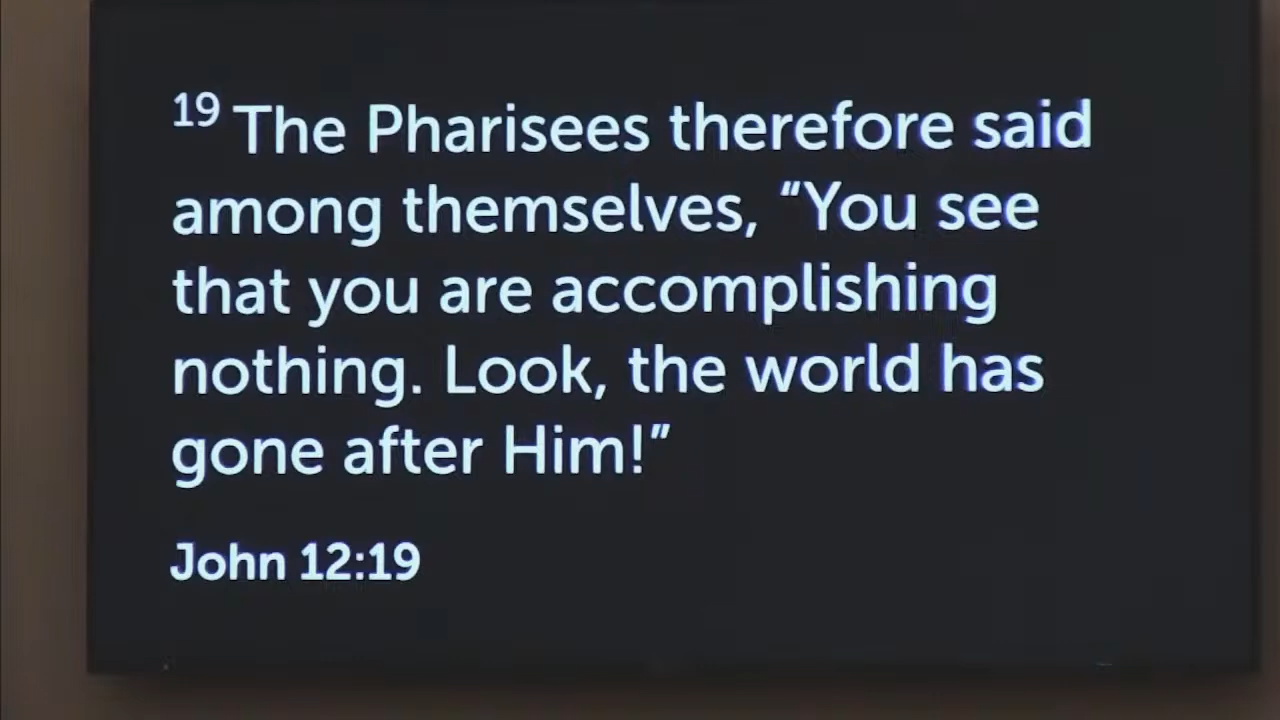 19 The Pharisees therefore said
among themselves, “You see
that you are accomplishing
nothing. Look, the world has
gone after Him!”
John 12:19